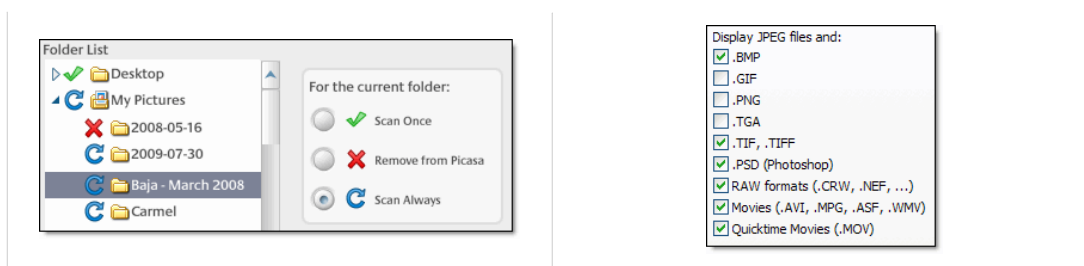 Folder List
Desktop
My Pictures
2008-05-16
2009-07-30
Baja - March 2008
Carmel
For the current folder:
Scan Once
Remove from Picasa
Scan Always
Display JPEG files and:
.BMP
.GIF
.PNG
.TGA
.TIF, .TIFF
.PSD (Photoshop)
RAW formats (.CRW, .NEF, ...)
Movies (.AVI, .MPG, .ASF, .WMV)
Quicktime Movies (.MOV)